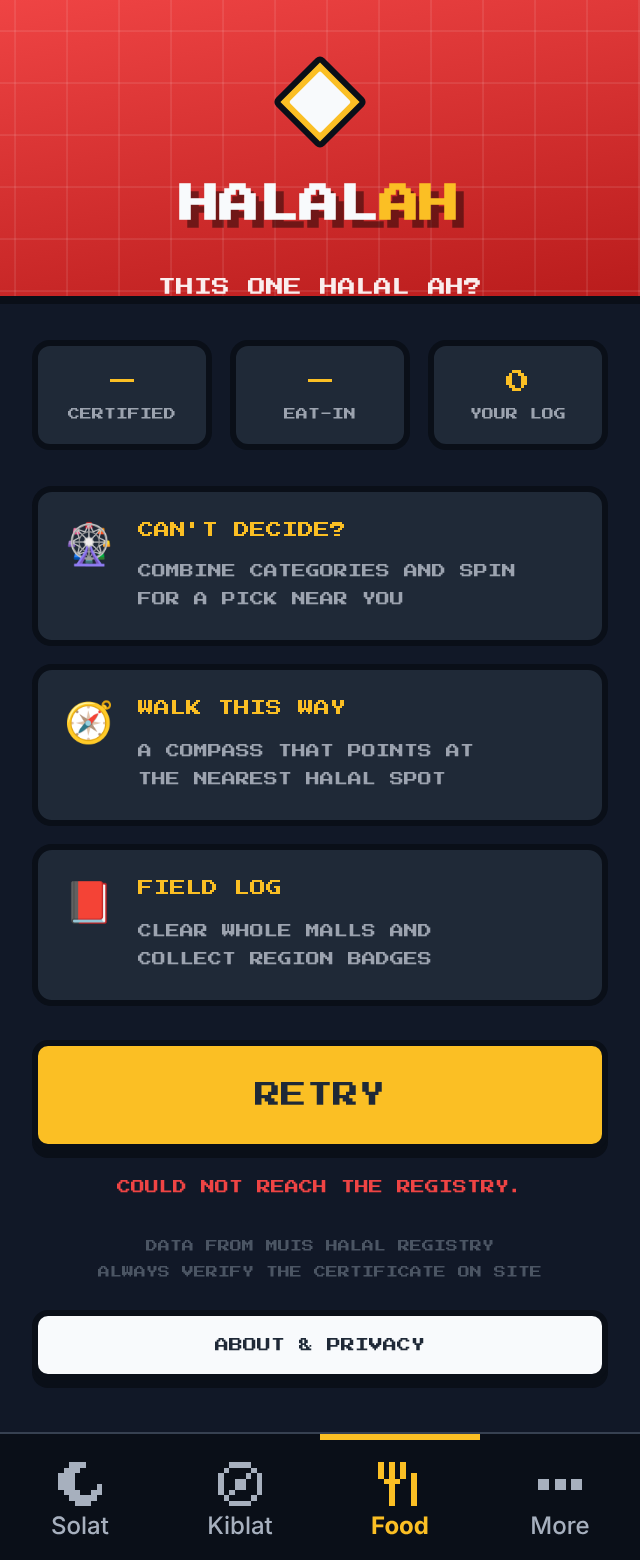 HALALAH
THIS ONE HALAL AH?
—
CERTIFIED
—
EAT-IN
0
YOUR LOG
CAN'T DECIDE?
COMBINE CATEGORIES AND SPIN
FOR A PICK NEAR YOU
WALK THIS WAY
A COMPASS THAT POINTS AT
THE NEAREST HALAL SPOT
FIELD LOG
CLEAR WHOLE MALLS AND
COLLECT REGION BADGES
RETRY
COULD NOT REACH THE REGISTRY.
DATA FROM MUIS HALAL REGISTRY
ALWAYS VERIFY THE CERTIFICATE ON SITE
ABOUT & PRIVACY
Solat
Kiblat
Food
More